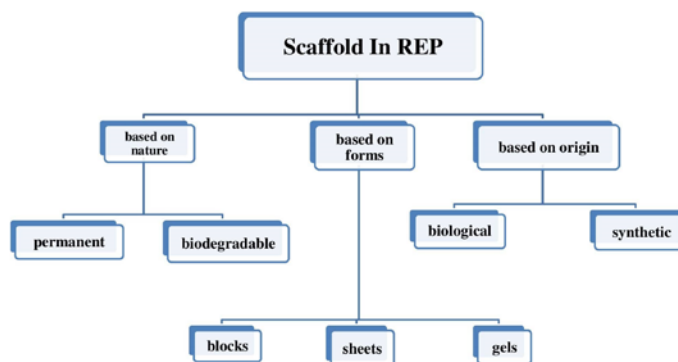 Scaffold In REP
based on
nature
based on
forms
based on origin
permanent
biodegradable
biological
synthetic
blocks
sheets
gels